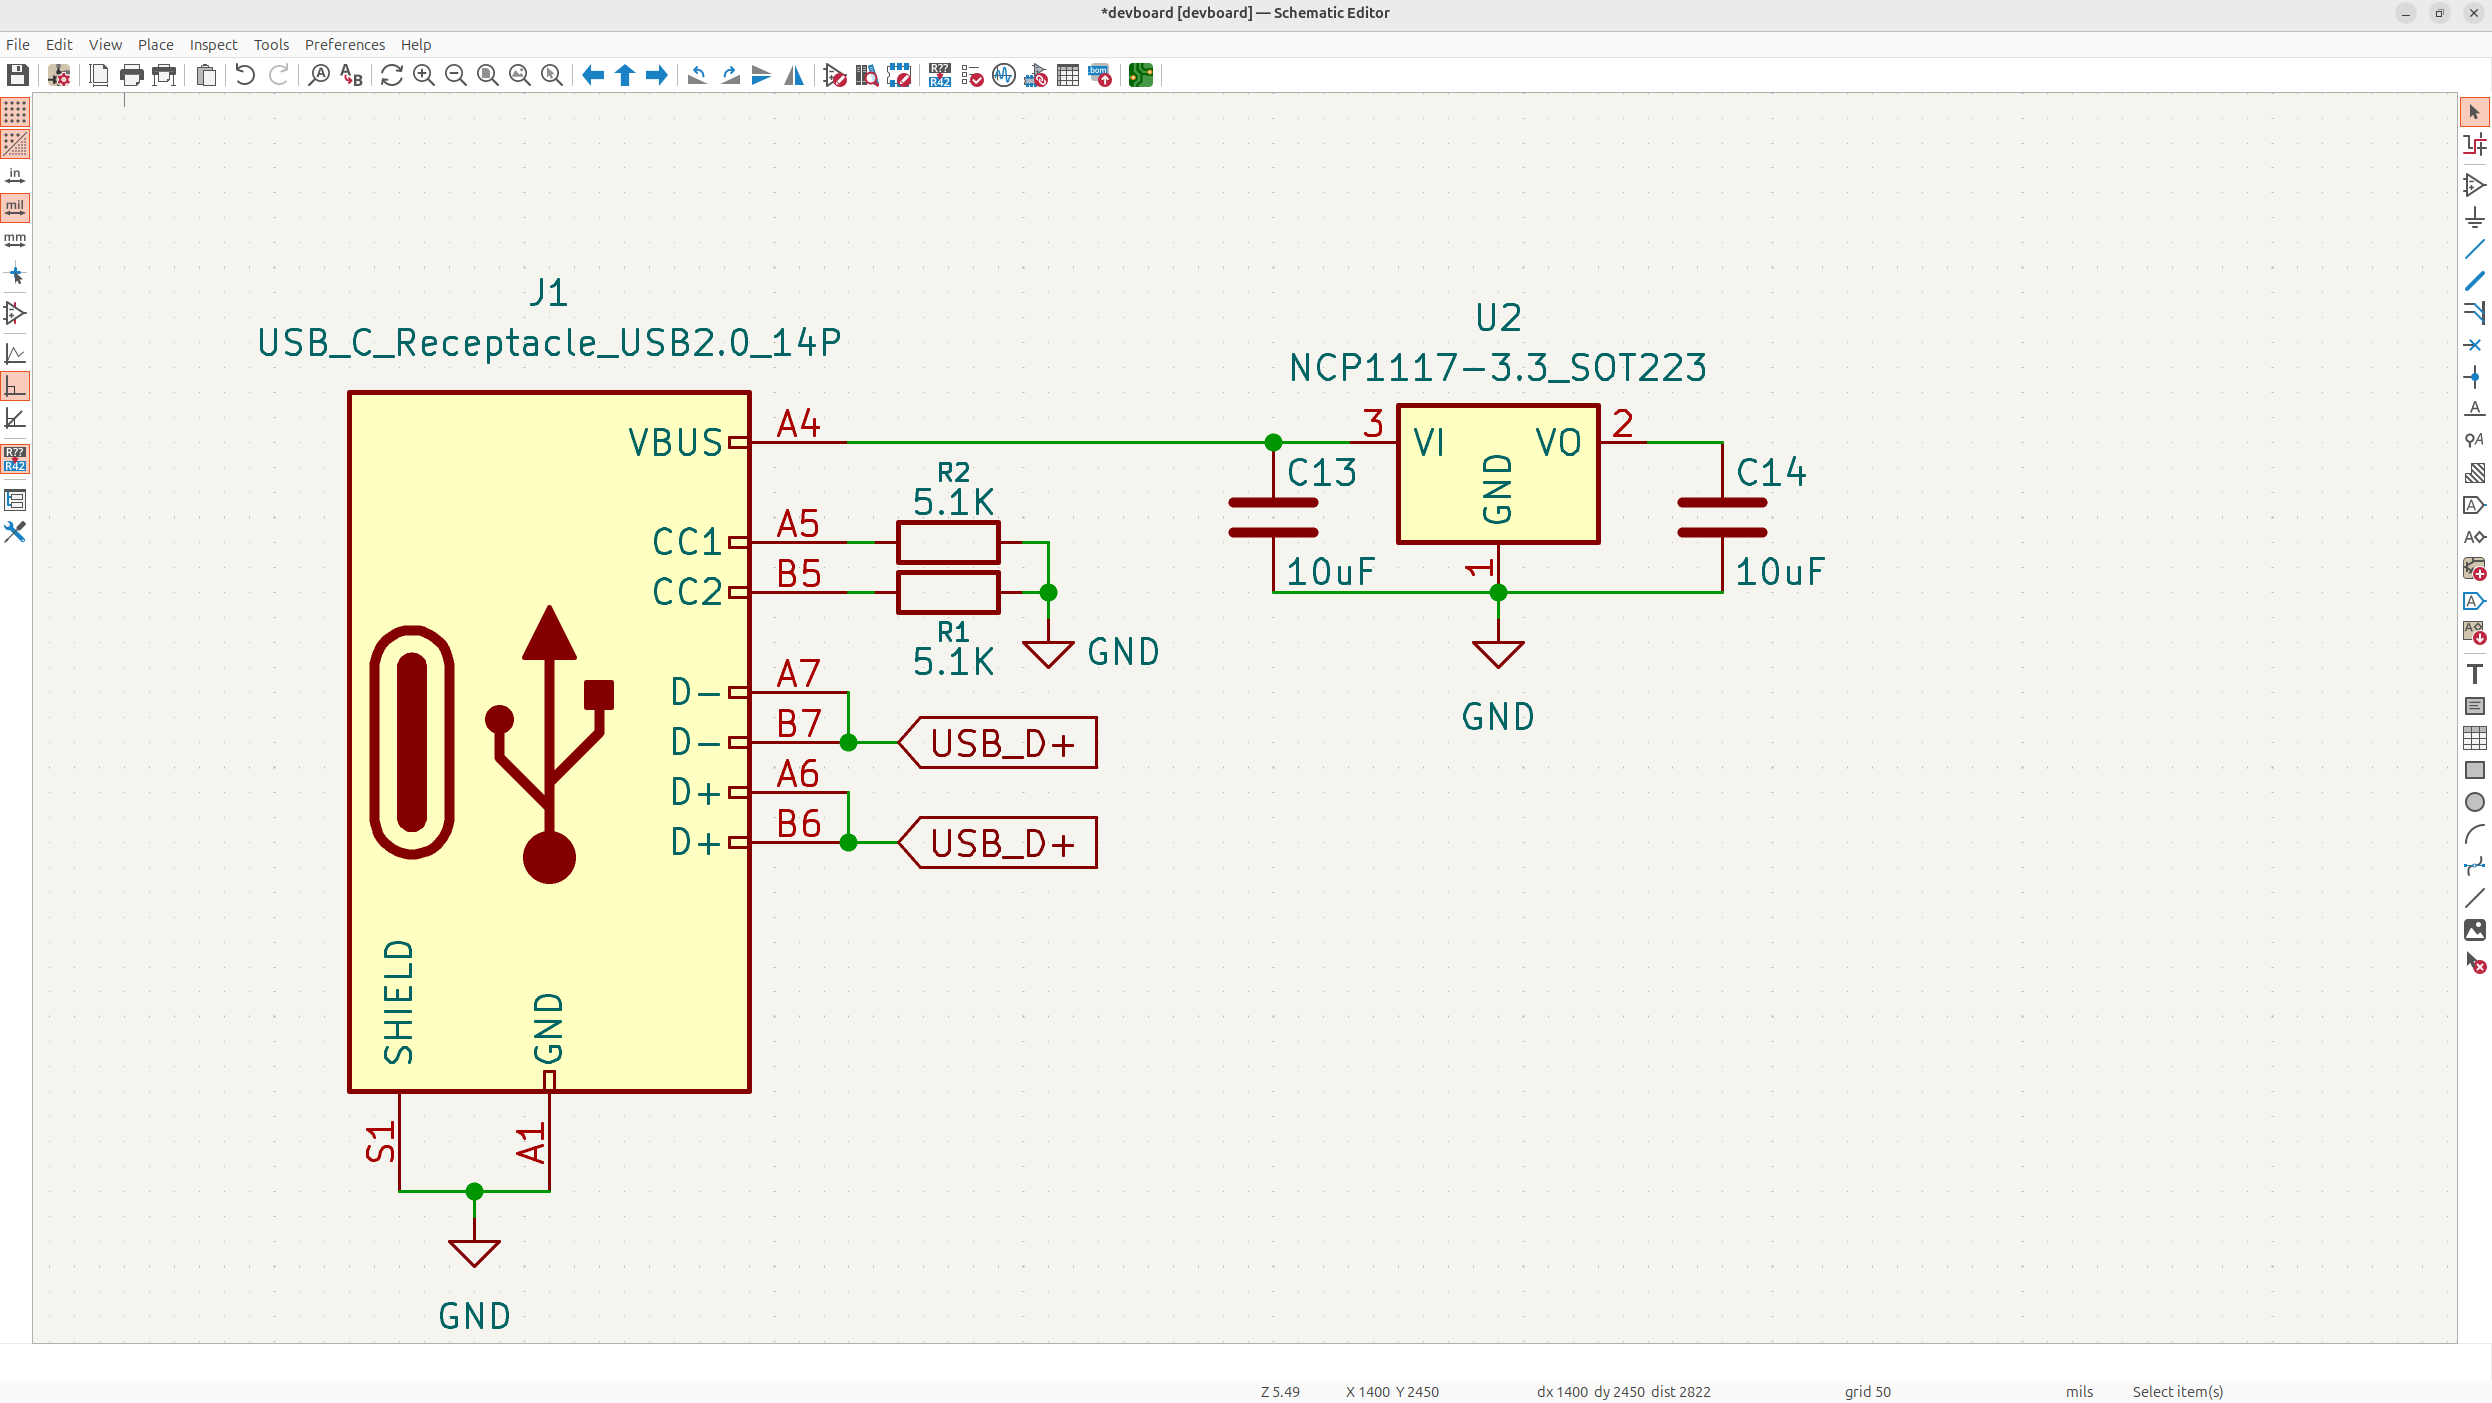 *devboard [devboard] — Schematic Editor
File Edit View Place Inspect Tools Preferences Help
in
mil
mm
R??
R42
R??
R42
bom
J1
USB_C_Receptacle_USB2.0_14P
VBUS
A4
CC1
A5
CC2
B5
D-
A7
D-
B7
D+
A6
D+
B6
SHIELD
GND
S1
A1
GND
R2
5.1K
R1
5.1K
GND
USB_D+
USB_D+
U2
NCP1117-3.3_SOT223
3
VI
VO
2
GND
1
C13
10uF
C14
10uF
GND
Z 5.49 X 1400 Y 2450 dx 1400 dy 2450 dist 2822 grid 50 mils Select item(s)